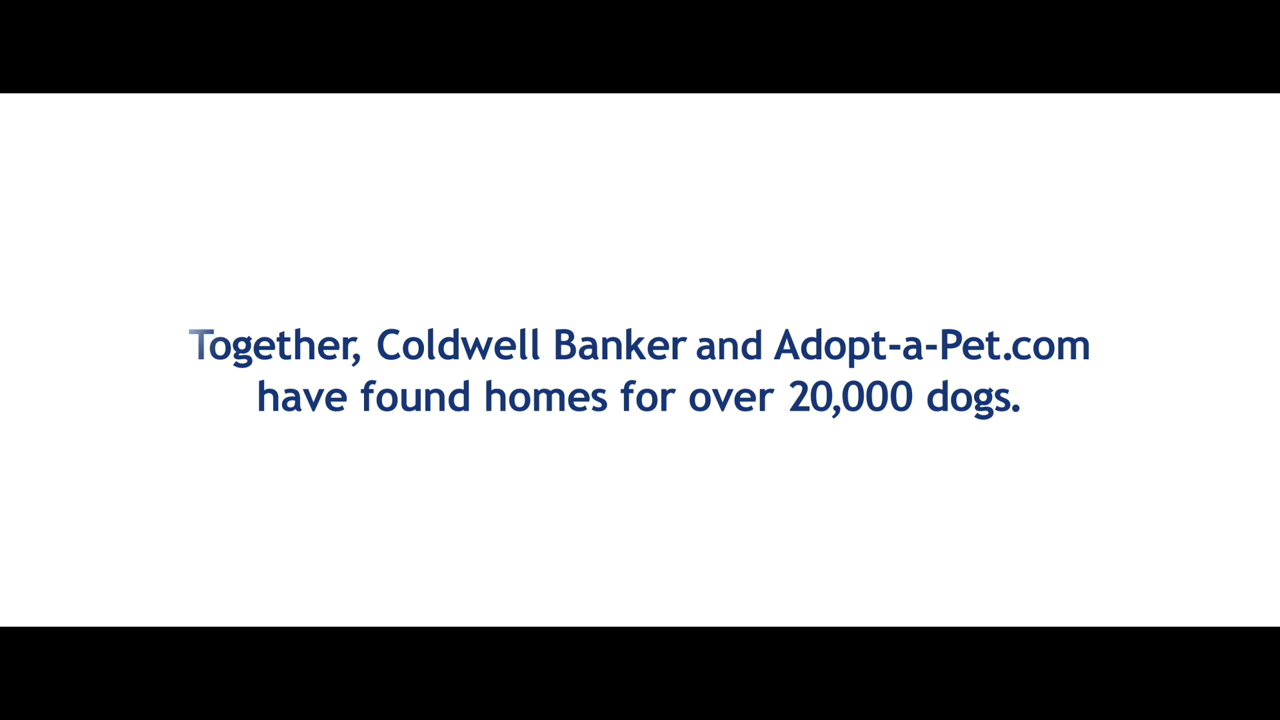 Together, Coldwell Banker and Adopt-a-Pet.com
have found homes for over 20,000 dogs.